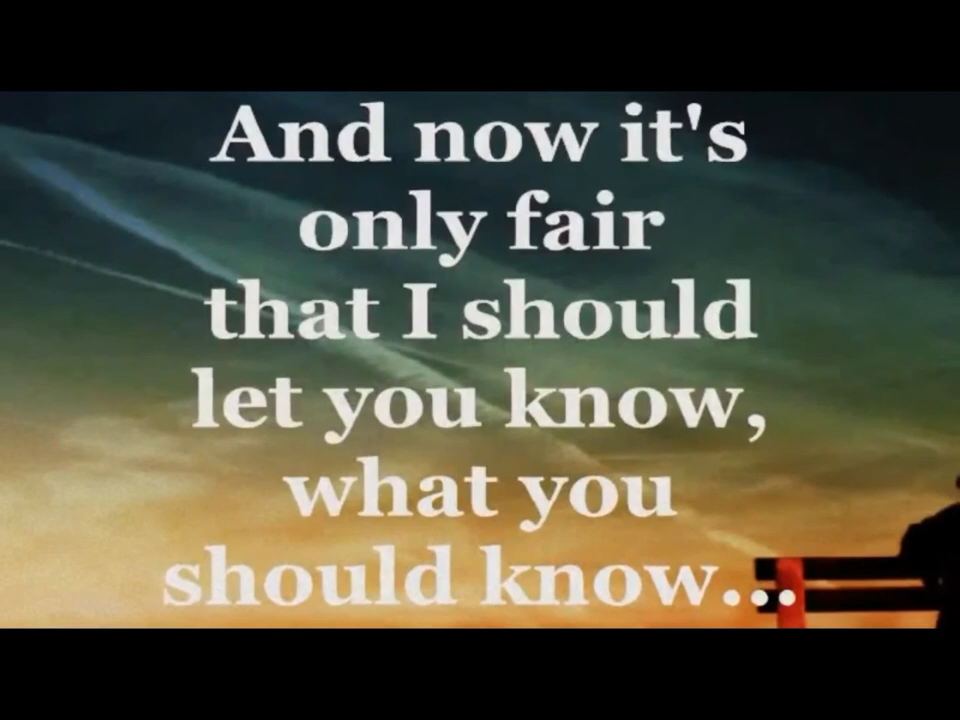 And now it's
only fair
that I should
let you know,
what you
should know...